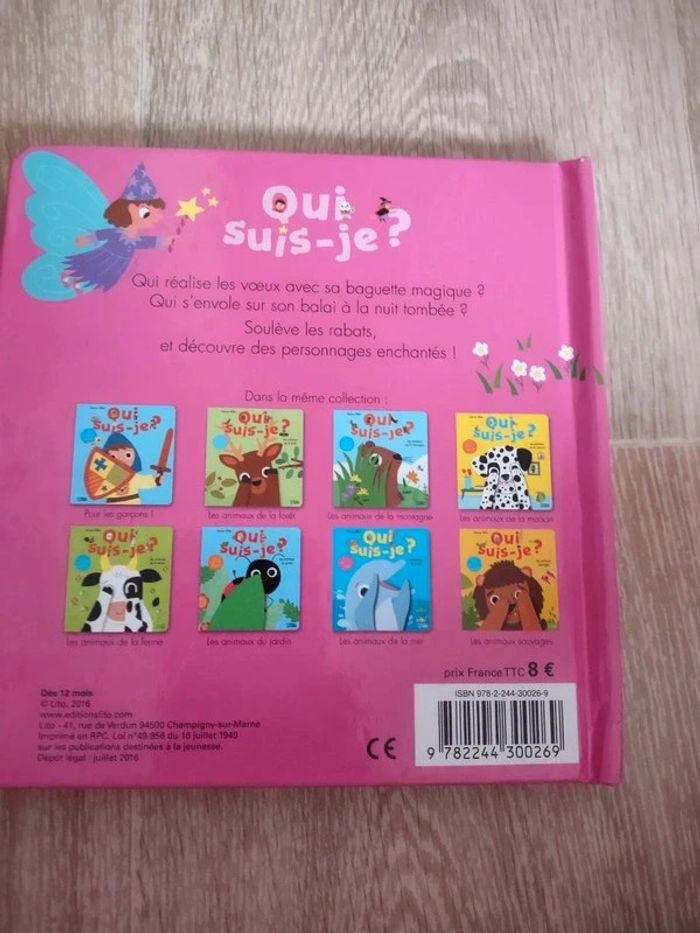 Qui
suis-je ?
Qui réalise les vœux avec sa baguette magique ?
Qui s'envole sur son balai à la nuit tombée ?
Soulève les rabats,
et découvre des personnages enchantés !
Dans la même collection :
Qui suis-je ?
Qui suis-je ?
Qui suis-je ?
Qui suis-je ?
Pour les garçons !
Les animaux de la forêt
Les animaux de la montagne
Les animaux de la maison
Qui suis-je ?
Qui suis-je ?
Qui suis-je ?
Qui suis-je ?
Les animaux de la ferme
Les animaux du jardin
Les animaux de la mer
Les animaux sauvages
prix France TTC 8 €
Dès 12 mois
© Lito, 2016
www.editionslito.com
Lito - 41, rue de Verdun 94500 Champigny-sur-Marne
Imprimé en RPC. Loi n°49-956 du 16 juillet 1949
sur les publications destinées à la jeunesse.
Dépôt légal : juillet 2016
CE
ISBN 978-2-244-30026-9
9 782244 300269